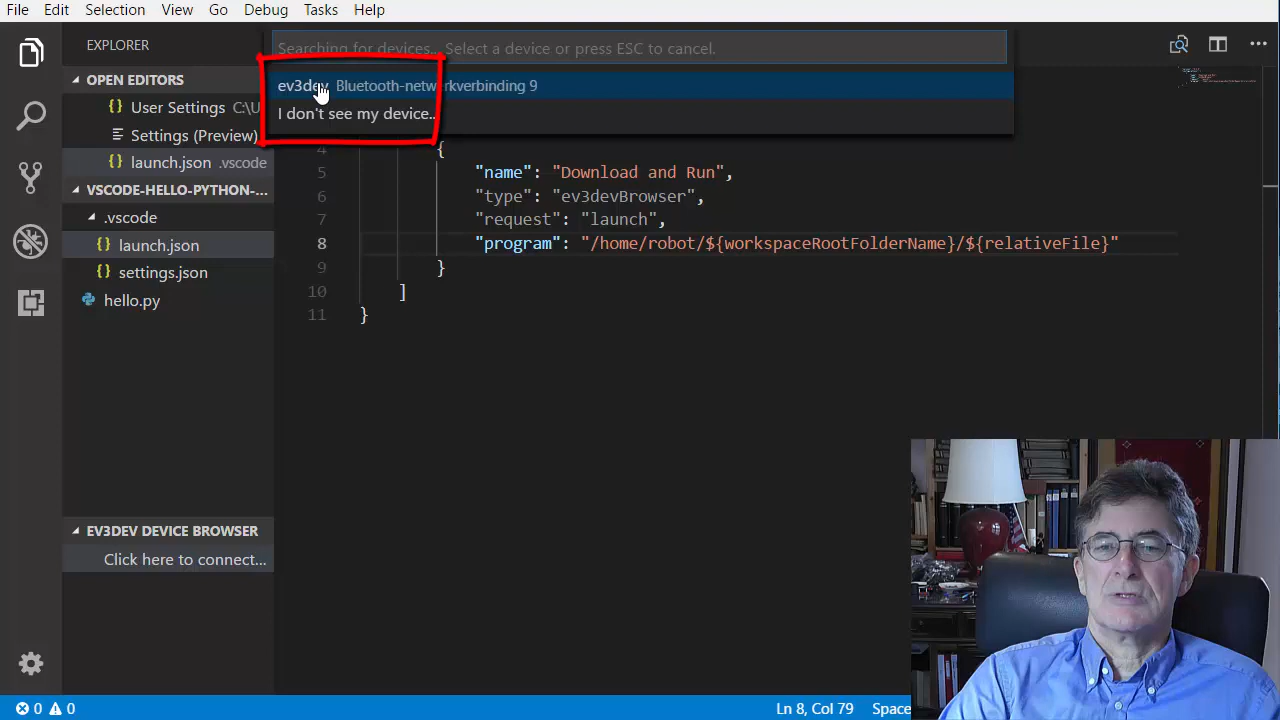 File Edit Selection View Go Debug Tasks Help
EXPLORER
Searching for devices... Select a device or press ESC to cancel.
OPEN EDITORS
ev3dev Bluetooth-netwerkverbinding 9
{} User Settings C:\U
I don't see my device..
Settings (Preview)
{} launch.json .vscode
4 {
VSCODE-HELLO-PYTHON-...
5 "name": "Download and Run",
6 "type": "ev3devBrowser",
.vscode
7 "request": "launch",
{} launch.json
8 "program": "/home/robot/${workspaceRootFolderName}/${relativeFile}"
{} settings.json
9 }
hello.py
10 ]
11 }
EV3DEV DEVICE BROWSER
Click here to connect...
0 0 Ln 8, Col 79 Space